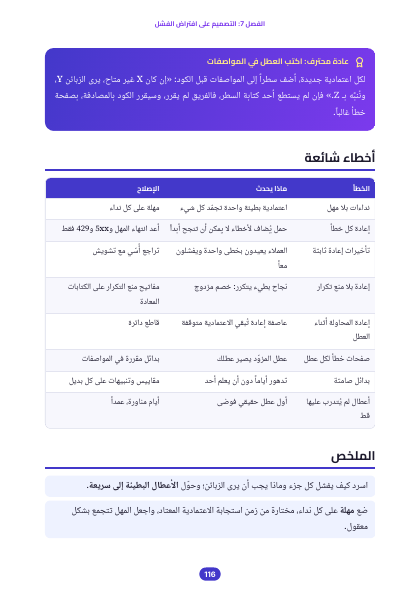 الفصل 7: التصميم على افتراض الفشل
عادة محترف: اكتب العطل في المواصفات
لكل اعتمادية جديدة، أضف سطراً إلى المواصفات قبل الكود: «إن كان X غير متاح، يرى الزبائن Y،
ونُنبَّه بـ Z.» فإن لم يستطع أحد كتابة السطر، فالفريق لم يقرر، وسيقرر الكود بالمصادفة، بصفحة
خطأ غالباً.
أخطاء شائعة
الخطأ ماذا يحدث الإصلاح
نداءات بلا مهل اعتمادية بطيئة واحدة تجمّد كل شيء مهلة على كل نداء
إعادة كل خطأ حمل يُضاف لأخطاء لا يمكن أن تنجح أبداً أعد انتهاء المهل و5xx و429 فقط
تأخيرات إعادة ثابتة العملاء يعيدون بخطى واحدة ويفشلون تراجع أُسّي مع تشويش
معاً
إعادة بلا منع تكرار نجاح بطيء يتكرر: خصم مزدوج مفاتيح منع التكرار على الكتابات
المعادة
إعادة المحاولة أثناء عاصفة إعادة تُبقي الاعتمادية متوقفة قاطع دائرة
العطل
صفحات خطأ لكل عطل عطل المزوّد يصير عطلك بدائل مقررة في المواصفات
بدائل صامتة تدهور أياماً دون أن يعلم أحد مقاييس وتنبيهات على كل بديل
أعطال لم يُتدرب عليها أول عطل حقيقي فوضى أيام مناورة، عمداً
قط
الملخص
اسرد كيف يفشل كل جزء وماذا يجب أن يرى الزبائن؛ وحوّل الأعطال البطيئة إلى سريعة.
ضع مهلة على كل نداء، مختارة من زمن استجابة الاعتمادية المعتاد، واجعل المهل تتجمع بشكل
معقول.
116